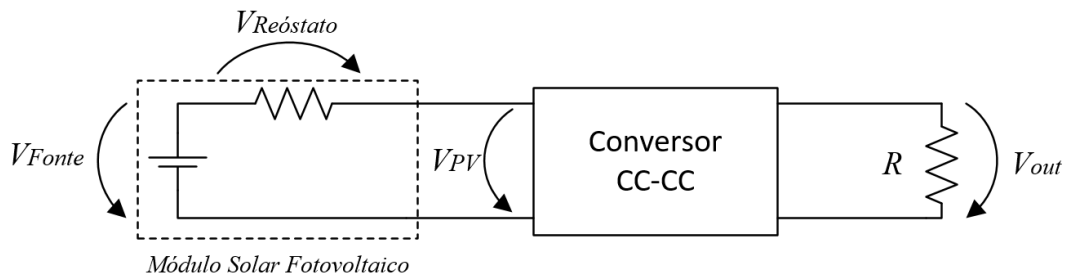 VReóstato
VFonte
VPV
Conversor
CC-CC
R
Vout
Módulo Solar Fotovoltaico